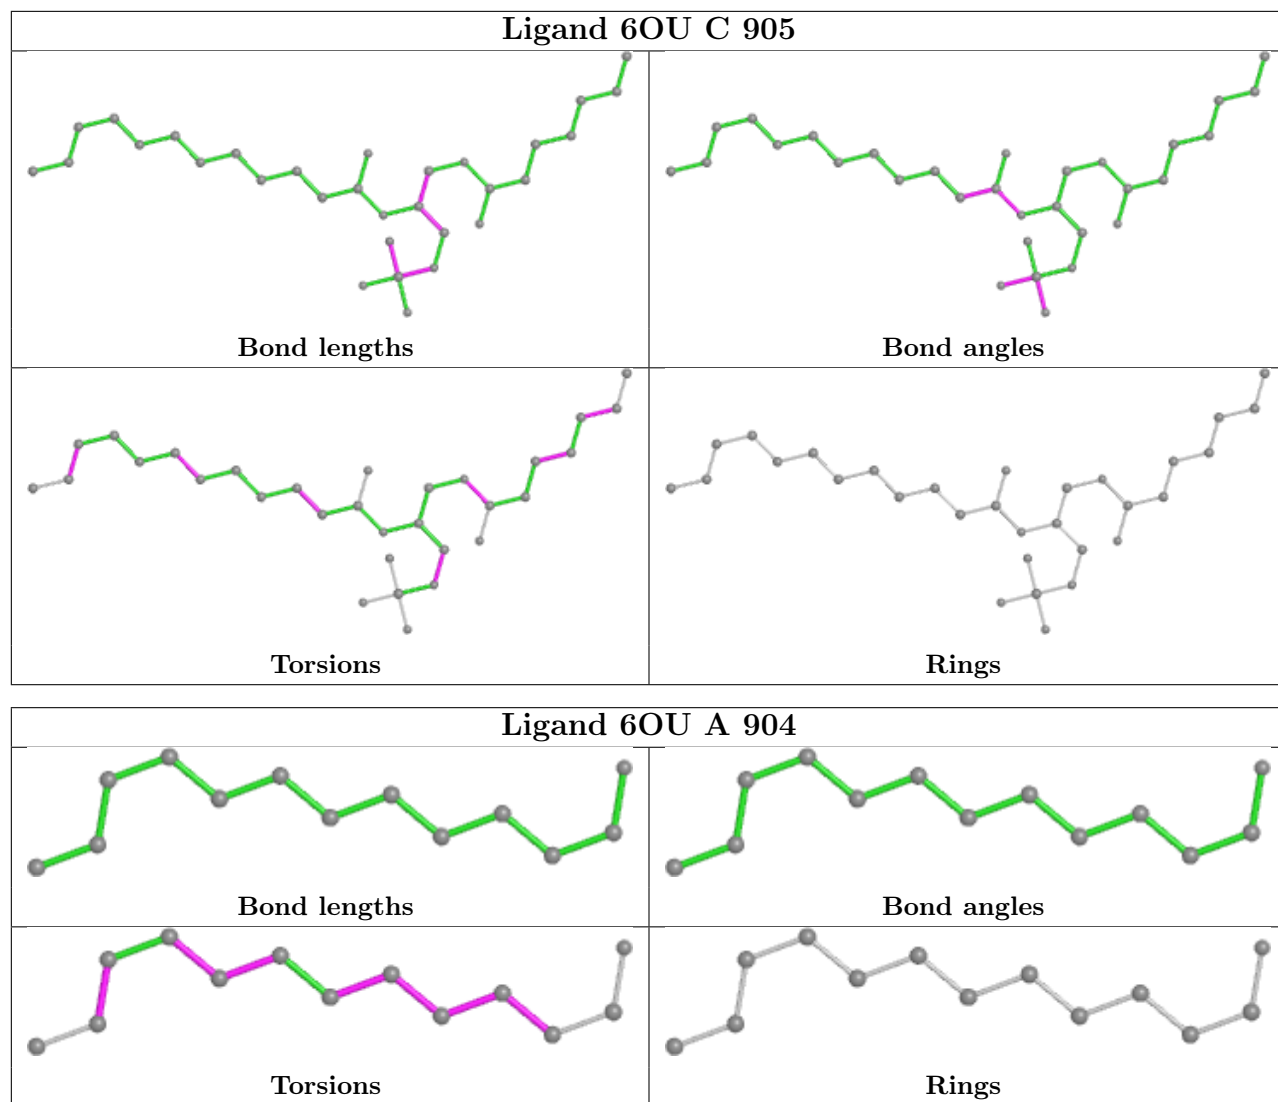 Ligand 6OU C 905
Bond lengths
Bond angles
Torsions
Rings
Ligand 6OU A 904
Bond lengths
Bond angles
Torsions
Rings